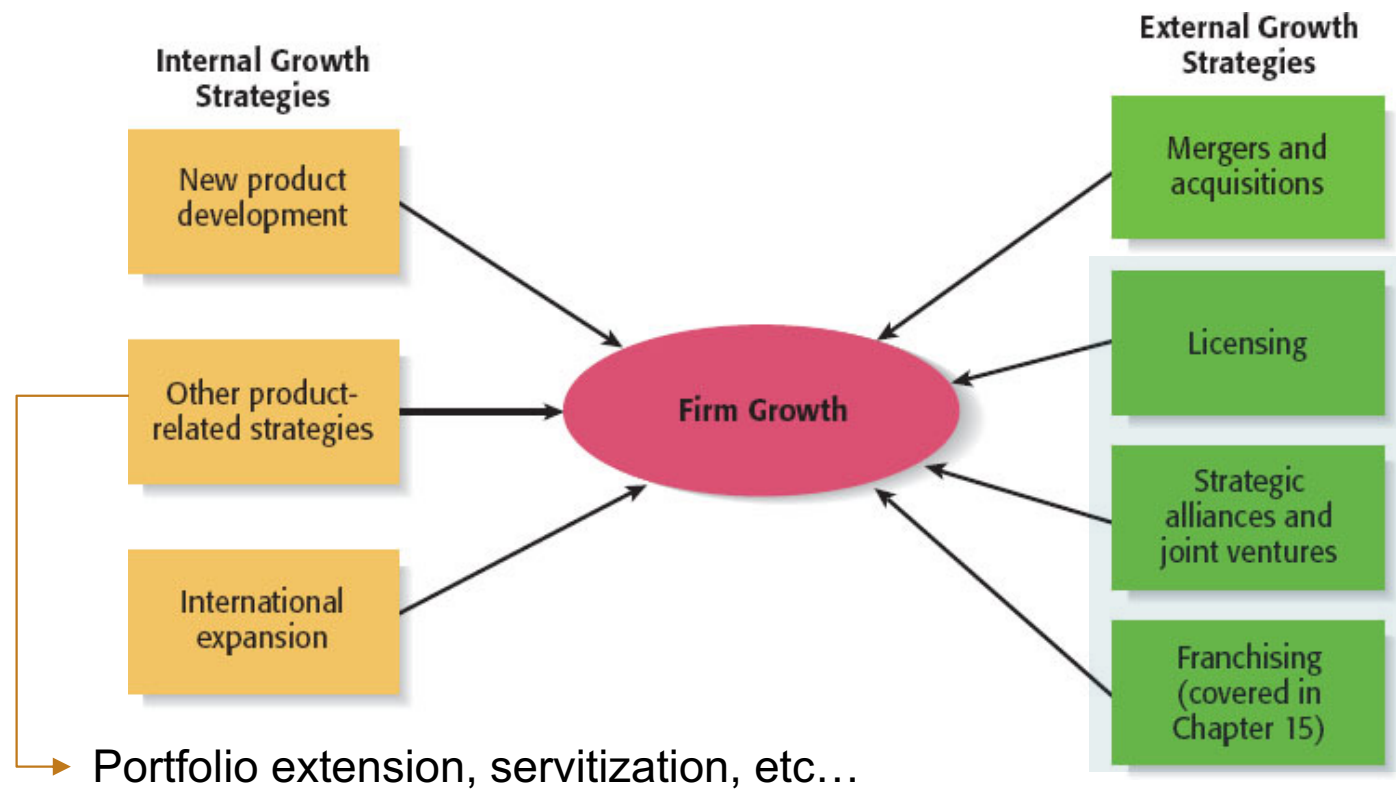 Internal Growth
Strategies
New product
development
Other product-
related strategies
International
expansion
Firm Growth
External Growth
Strategies
Mergers and
acquisitions
Licensing
Strategic
alliances and
joint ventures
Franchising
(covered in
Chapter 15)
Portfolio extension, servitization, etc…